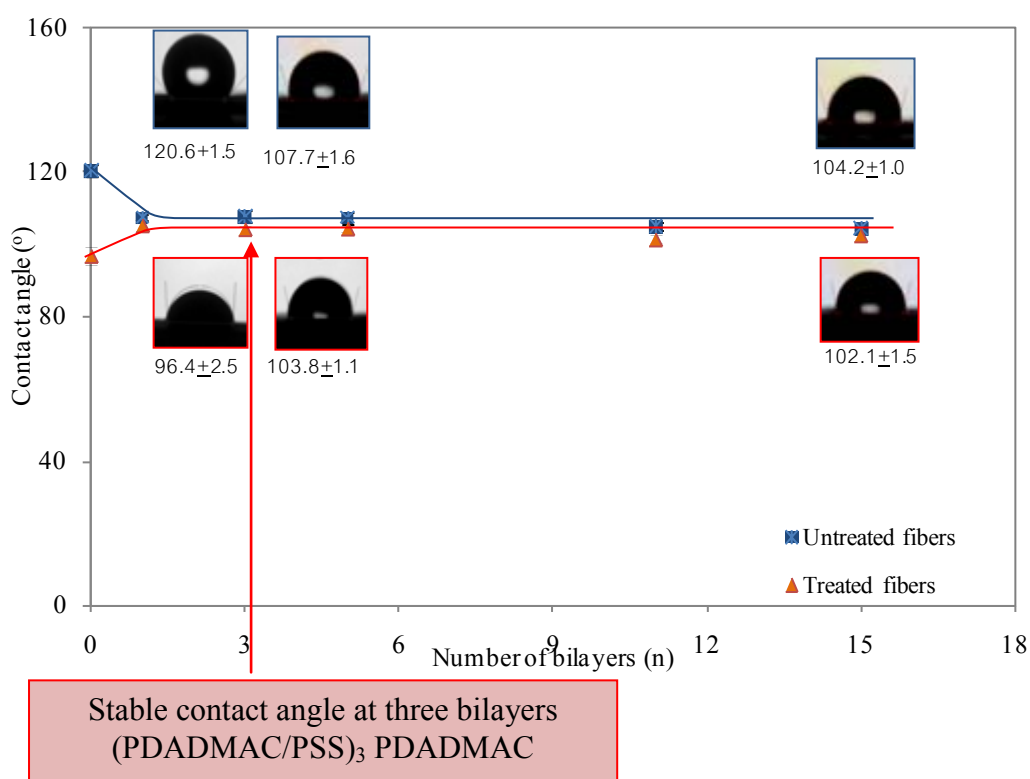 160
120.6+1.5
107.7±1.6
104.2±1.0
120
Contact angle (º)
80
96.4±2.5
103.8±1.1
102.1±1.5
40
Untreated fibers
Treated fibers
0
0 3 6 9 12 15 18
Number of bilayers (n)
Stable contact angle at three bilayers
(PDADMAC/PSS)₃ PDADMAC